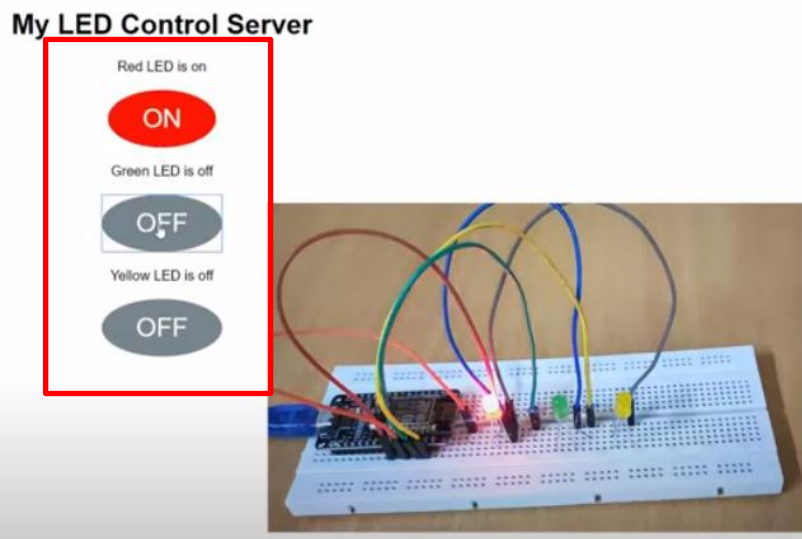 My LED Control Server
Red LED is on
ON
Green LED is off
OFF
Yellow LED is off
OFF